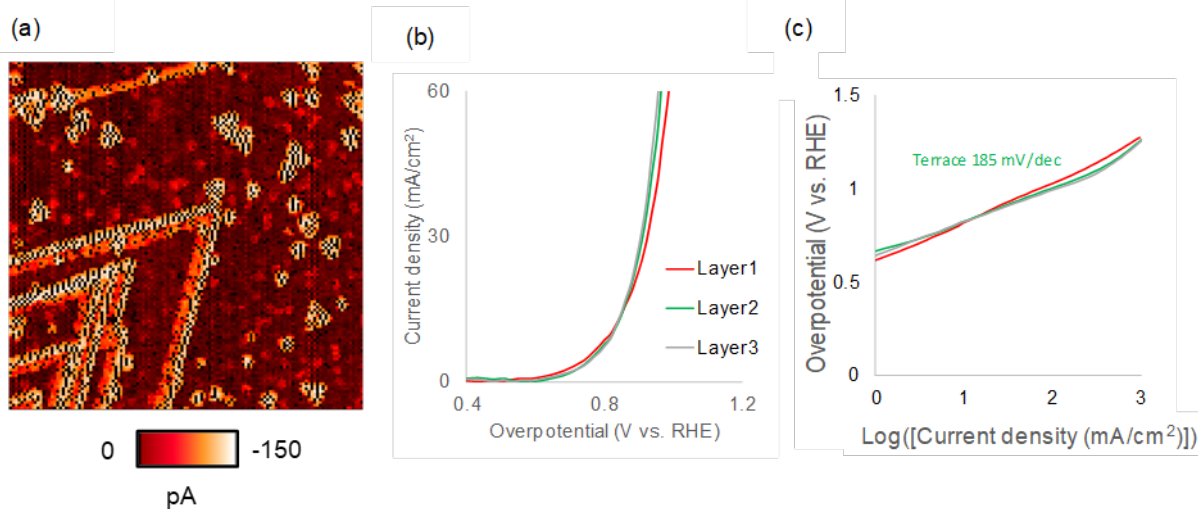 (a)
0
-150
pA
(b)
Current density (mA/cm²)
60
30
0
0.4
0.8
1.2
Overpotential (V vs. RHE)
Layer1
Layer2
Layer3
(c)
Overpotential (V vs. RHE)
1.5
1
0.5
0
Terrace 185 mV/dec
0
1
2
3
Log([Current density (mA/cm²)])